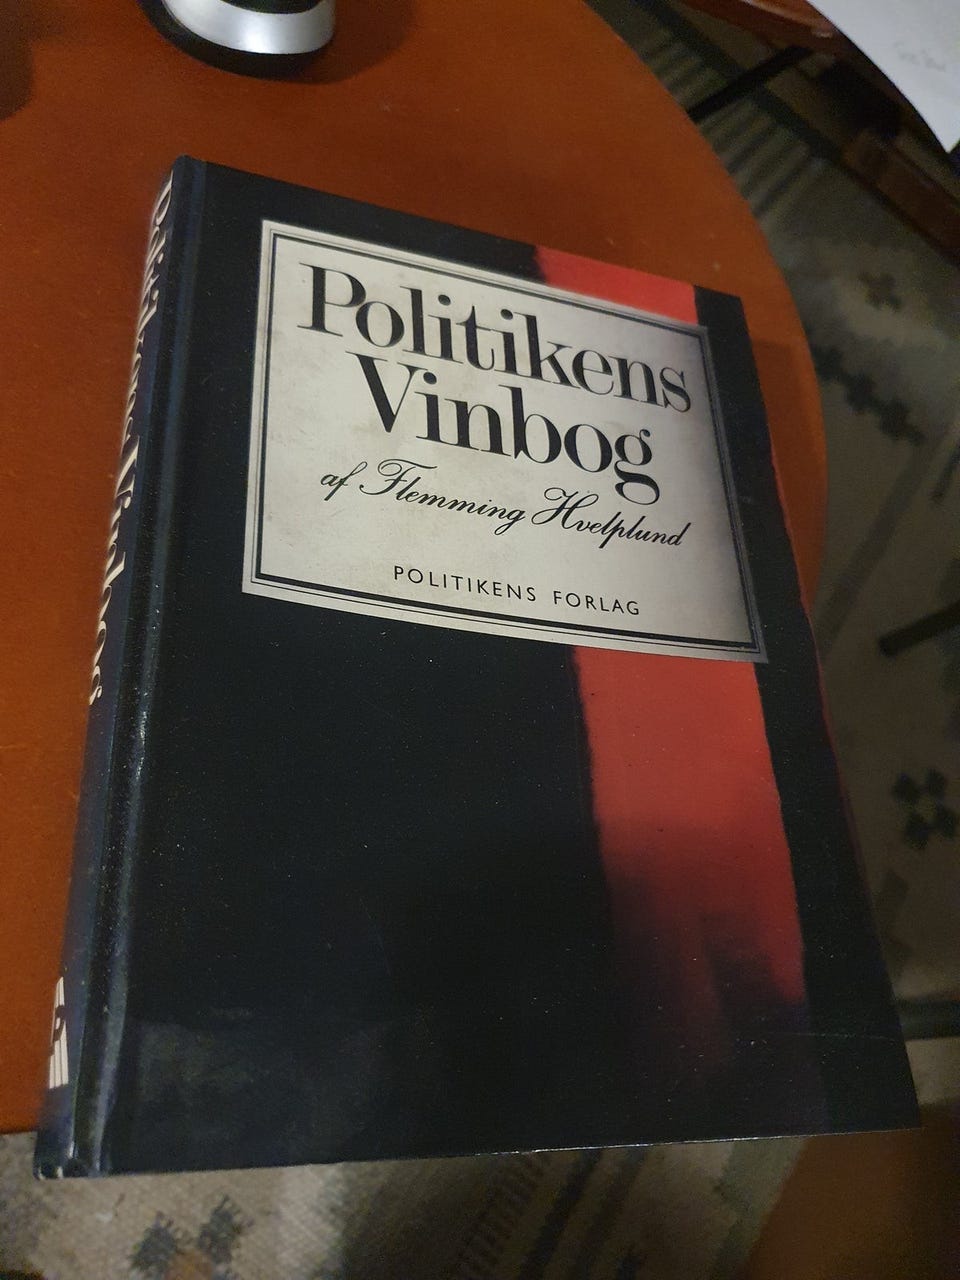 Politikens
Vinbog
af Flemming Hvelplund
POLITIKENS FORLAG
Politikens Vinbog